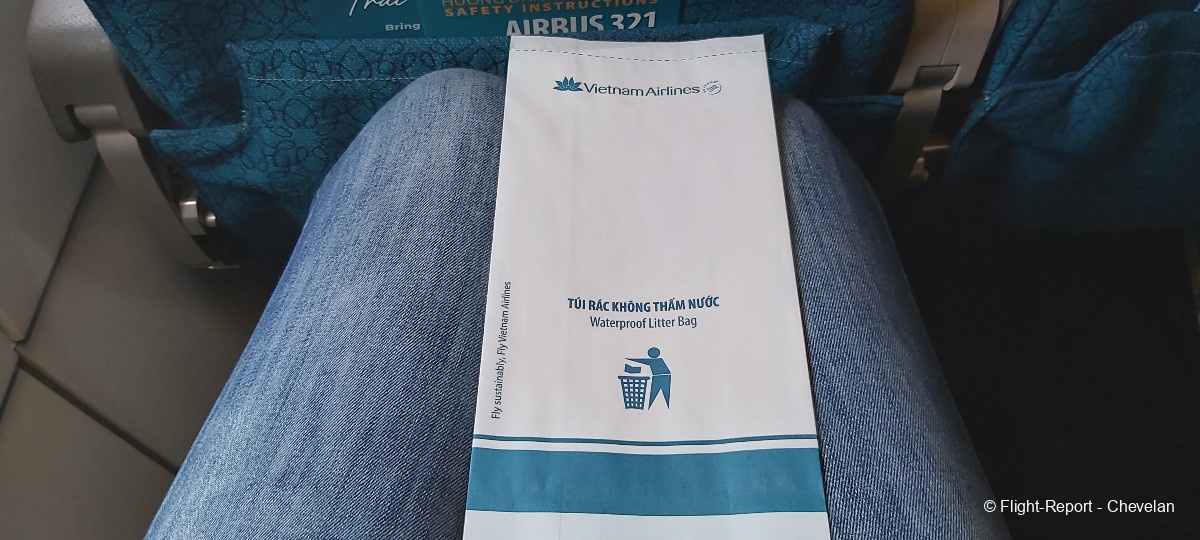 Bring
SAFETY INSTRUCTIONS
AIRBUS 321
Vietnam Airlines
TÚI RÁC KHÔNG THẤM NƯỚC
Waterproof Litter Bag
Fly sustainably, Fly Vietnam Airlines
© Flight-Report - Chevelan